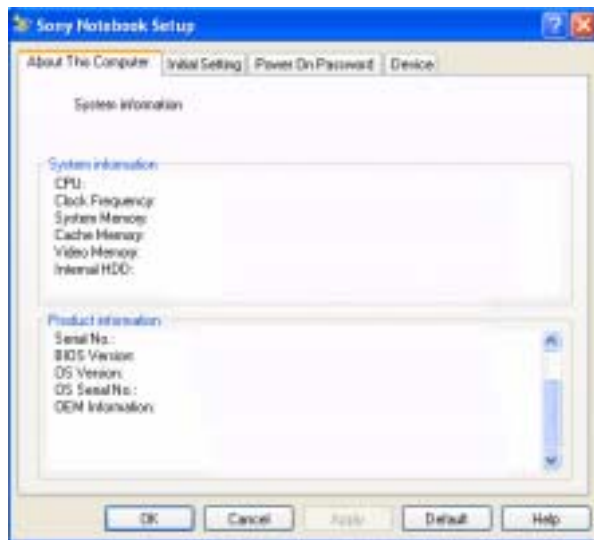 Sony Notebook Setup
About This Computer Initial Setting Power On Password Device
System information
System information
CPU:
Clock Frequency:
System Memory:
Cache Memory:
Video Memory:
Internal HDD:
Product information
Serial No.:
BIOS Version:
OS Version:
OS Serial No.:
OEM Information:
OK Cancel Apply Default Help